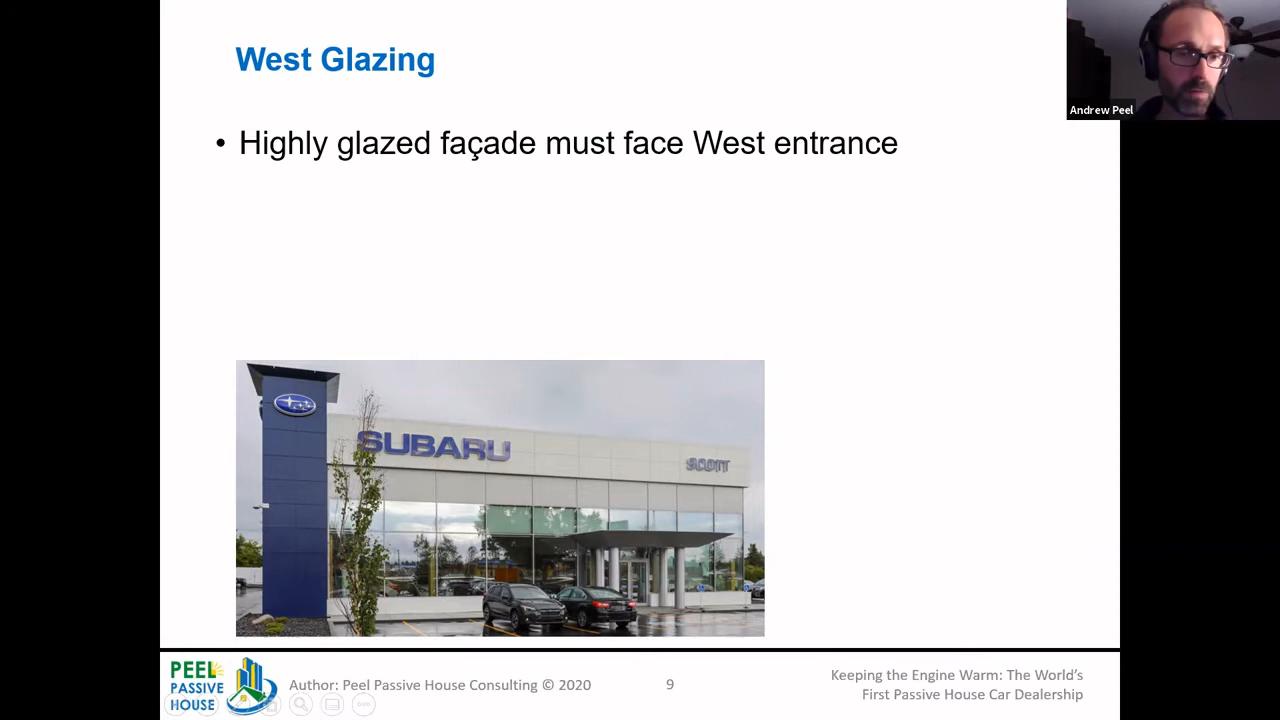 West Glazing
Andrew Peel
• Highly glazed façade must face West entrance
SUBARU
SCOTT
PEEL
PASSIVE
HOUSE
Author: Peel Passive House Consulting © 2020
9
Keeping the Engine Warm: The World’s
First Passive House Car Dealership